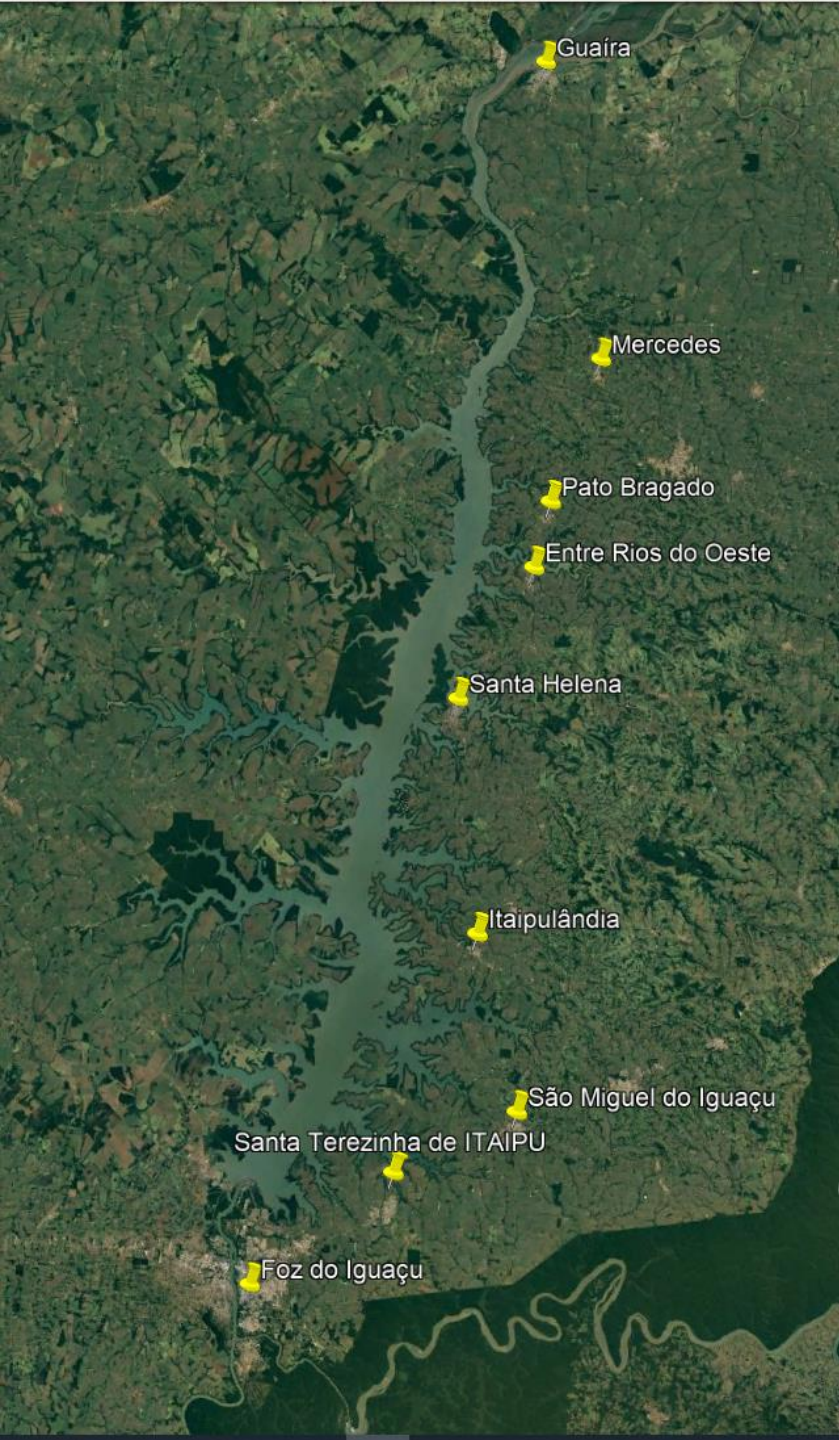 Guaíra
Mercedes
Pato Bragado
Entre Rios do Oeste
Santa Helena
Itaipulândia
São Miguel do Iguaçu
Santa Terezinha de ITAIPU
Foz do Iguaçu